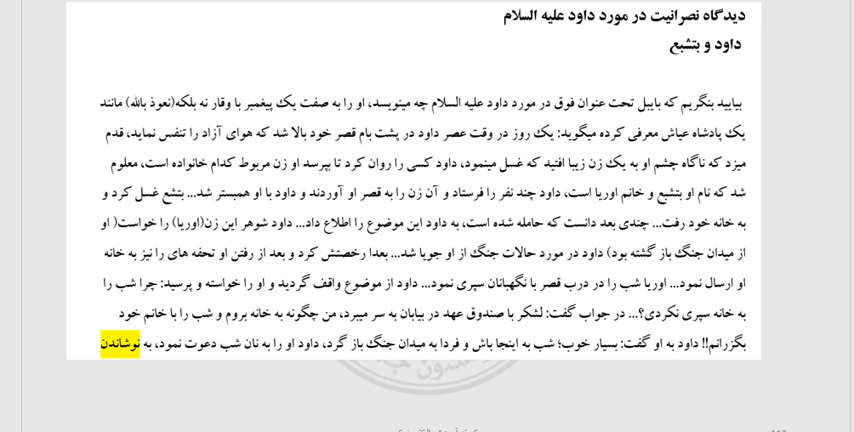 دیدگاه نصرانیت در مورد داود علیه السلام
داود و بتشبع
بیایید بنگریم که بایبل تحت عنوان فوق در مورد داود علیه السلام چه مینویسد، او را به صفت یک پیغمبر با وقار نه بلکه(نعوذ بالله) مانند
یک پادشاه عیاش معرفی کرده میگوید: یک روز در وقت عصر داود در پشت بام قصر خود بالا شد که هوای آزاد را تنفس نماید، قدم
میزد که ناگاه چشم او به یک زن زیبا افتید که غسل مینمود، داود کسی را روان کرد تا بپرسد او زن مربوط کدام خانواده است، معلوم
شد که نام او بتشبع و خانم اوریا است، داود چند نفر را فرستاد و آن زن را به قصر او آوردند و داود با او همبستر شد... بتشع غسل کرد و
به خانه خود رفت... چندی بعد دانست که حامله شده است، به داود این موضوع را اطلاع داد... داود شوهر این زن(اوریا) را خواست( او
از میدان جنگ باز گشته بود) داود در مورد حالات جنگ از او جویا شد... بعدا رخصتش کرد و بعد از رفتن او تحفه های را نیز به خانه
او ارسال نمود... اوریا شب را در درب قصر با نگهبانان سپری نمود... داود از موضوع واقف گردید و او را خواسته و پرسید: چرا شب را
به خانه سپری نکردی؟... در جواب گفت: لشکر با صندوق عهد در بیابان به سر میبرد، من چگونه به خانه بروم و شب را با خانم خود
بگزرانم!! داود به او گفت: بسیار خوب؛ شب به اینجا باش و فردا به میدان جنگ باز گرد، داود او را به نان شب دعوت نمود، به نوشاندن